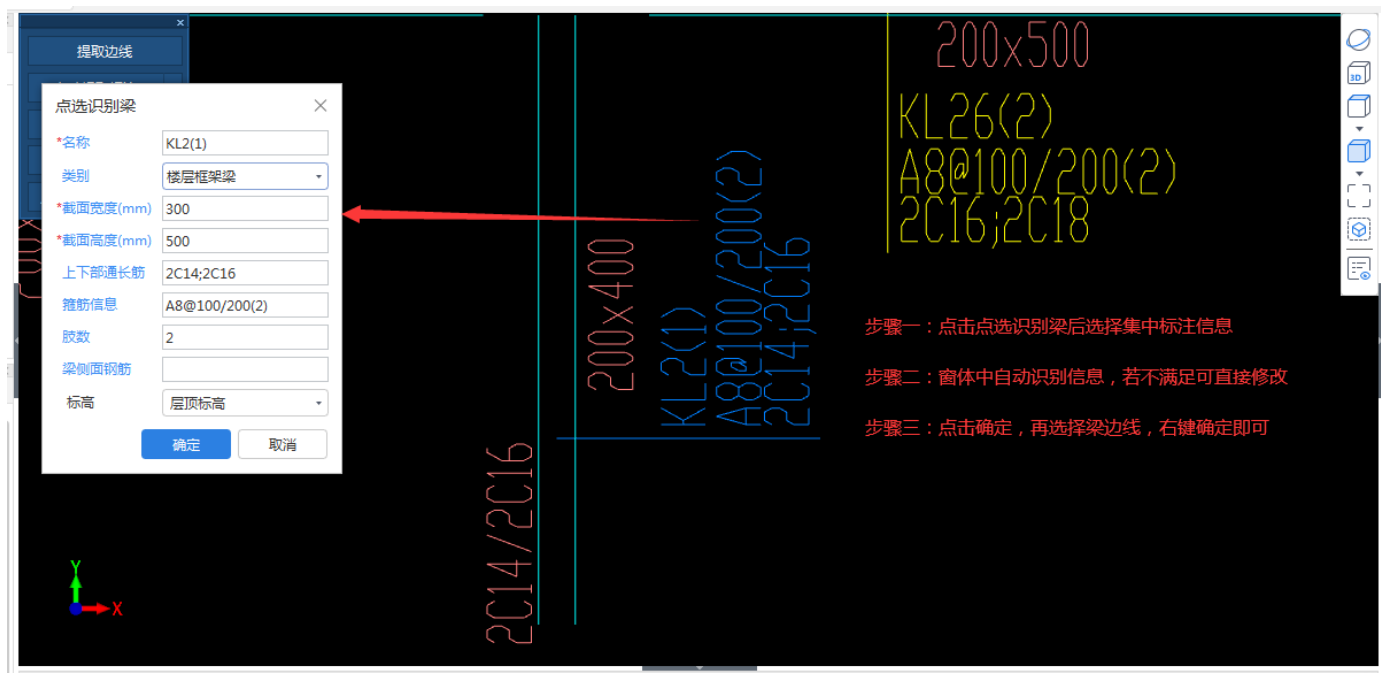 ×
提取边线
点选识别梁
*名称 KL2(1)
类别 楼层框架梁
*截面宽度(mm) 300
*截面高度(mm) 500
上下部通长筋 2C14;2C16
箍筋信息 A8@100/200(2)
肢数 2
梁侧面钢筋
标高 层顶标高
确定 取消
2C14/2C16
200x400
KL2(1)
A8@100/200(2)
2C14;2C16
200x500
KL26(2)
A8@100/200(2)
2C16;2C18
步骤一：点击点选识别梁后选择集中标注信息
步骤二：窗体中自动识别信息，若不满足可直接修改
步骤三：点击确定，再选择梁边线，右键确定即可
3D
Y
X